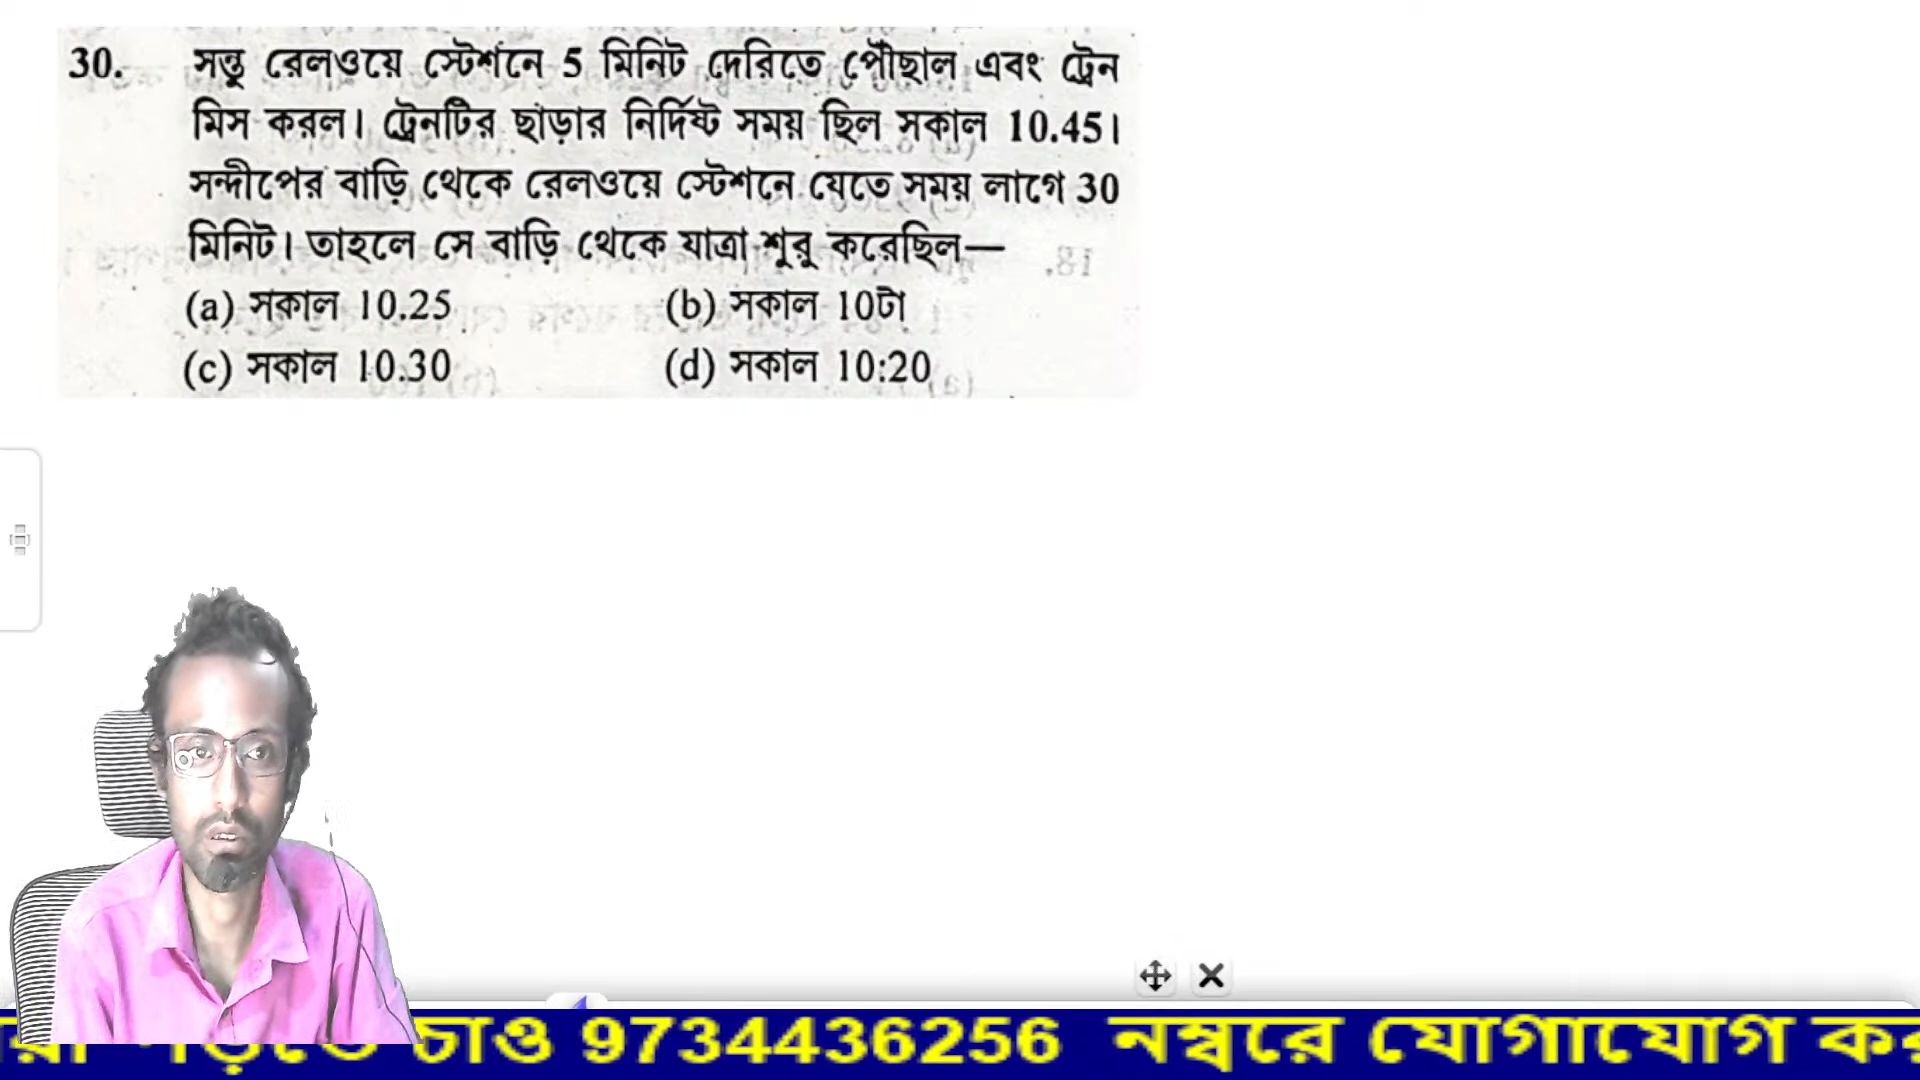 30. সন্তু রেলওয়ে স্টেশনে 5 মিনিট দেরিতে পৌঁছাল এবং ট্রেন
মিস করল। ট্রেনটির ছাড়ার নির্দিষ্ট সময় ছিল সকাল 10.45।
সন্দীপের বাড়ি থেকে রেলওয়ে স্টেশনে যেতে সময় লাগে 30
মিনিট। তাহলে সে বাড়ি থেকে যাত্রা শুরু করেছিল—
(a) সকাল 10.25 (b) সকাল 10টা
(c) সকাল 10.30 (d) সকাল 10:20
চাও 9734436256 নম্বরে যোগাযোগ